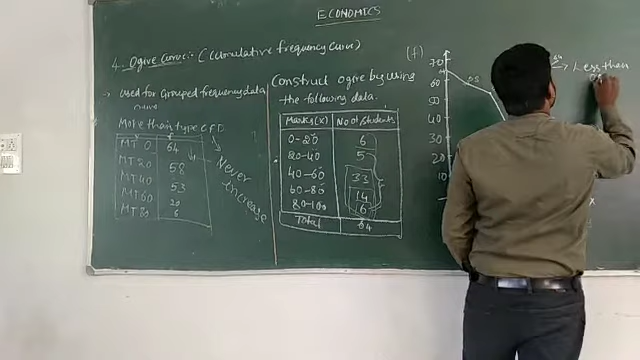 ECONOMICS
4. Ogive Curve:- (Cumulative frequency curve)
→ used for Grouped frequency data
More than type CFD
MT 0 64
MT 20 58
MT 40 53
MT 60 20
MT 80 6
Never
increase
Construct ogive by using
the following data.
Marks (X) No of Students
0-20 6
20-40 5
40-60 33
60-80 14
80-100 6
Total 64
(f)
70
60
50
40
30
20
10
58
64
→ Less than
x